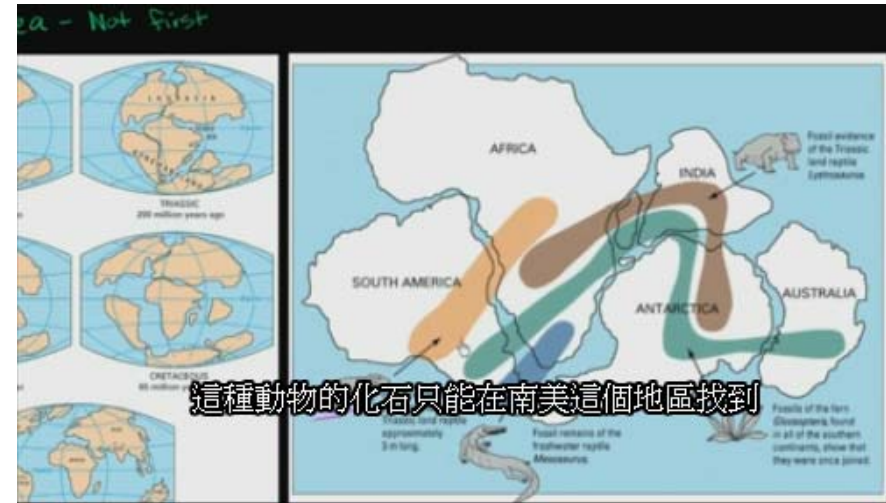 ea - Not first
TRIASSIC
200 million years ago
CRETACEOUS
AFRICA
INDIA
SOUTH AMERICA
ANTARCTICA
AUSTRALIA
Fossil evidence
of the Triassic
land reptile
Lystrosaurus.
這種動物的化石只能在南美這個地區找到
Triassic land reptile
approximately
3 m long.
Fossil remains of the
freshwater reptile
Mesosaurus.
Fossils of the fern
Glossopteris, found
in all of the southern
continents, show that
they were once joined.